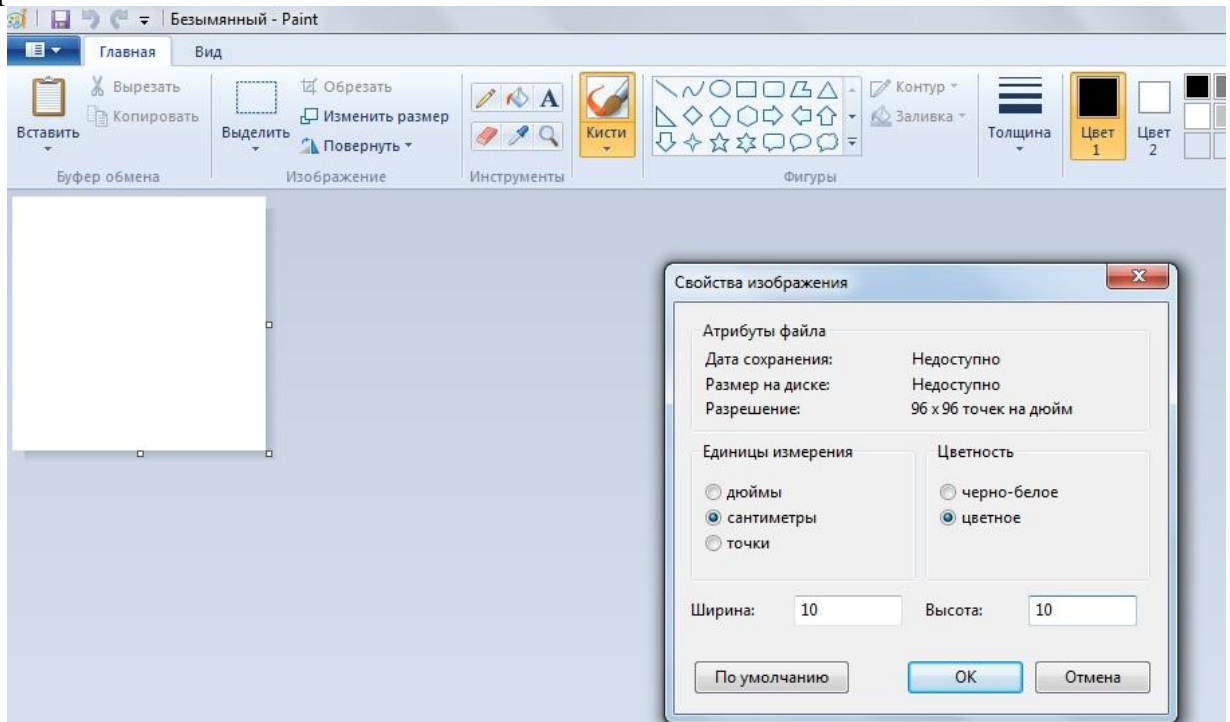 Безымянный - Paint
Главная Вид
Вставить
Вырезать
Копировать
Буфер обмена
Выделить
Обрезать
Изменить размер
Повернуть
Изображение
A
Инструменты
Кисти
Фигуры
Контур
Заливка
Толщина
Цвет 1
Цвет 2
Свойства изображения
Атрибуты файла
Дата сохранения: Недоступно
Размер на диске: Недоступно
Разрешение: 96 x 96 точек на дюйм
Единицы измерения
дюймы
сантиметры
точки
Цветность
черно-белое
цветное
Ширина: 10 Высота: 10
По умолчанию OK Отмена